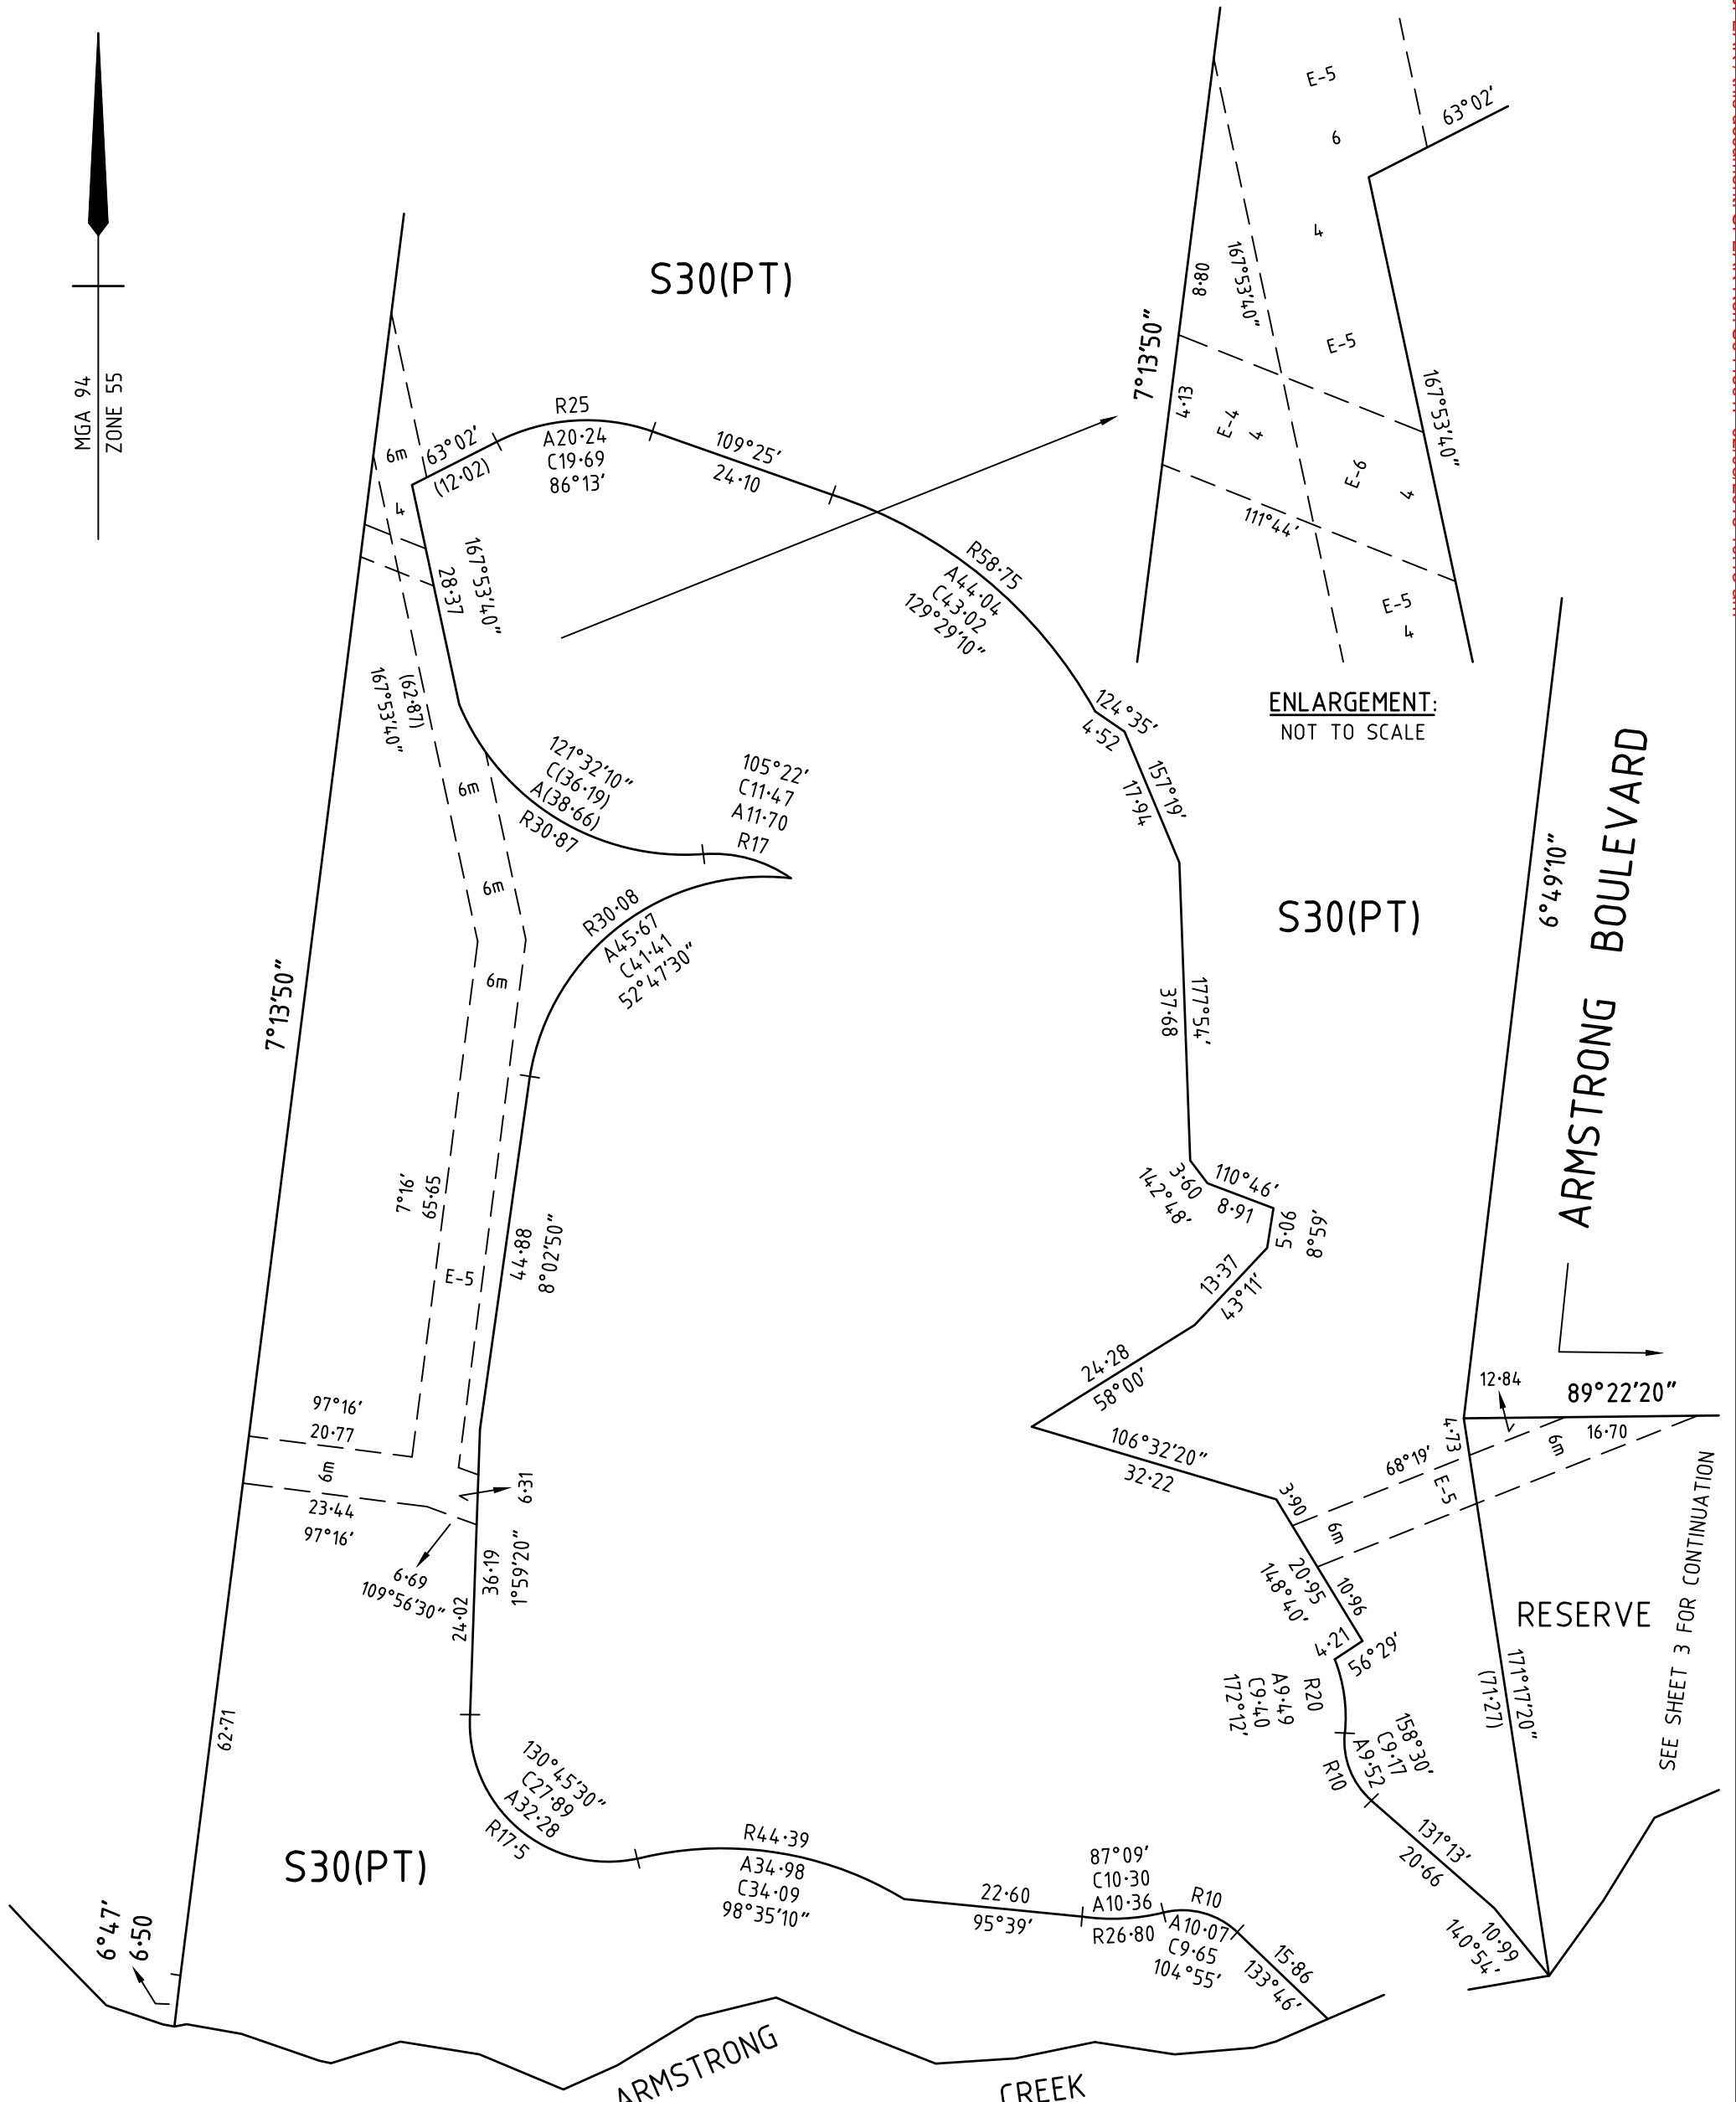 MGA 94
ZONE 55
S30(PT)
E-5
6
4
63°02'
8·80
167°53'40"
7°13'50"
4·13
E-4
4
E-5
E-6
4
167°53'40"
111°44'
E-5
4
ENLARGEMENT:
NOT TO SCALE
6m
63°02'
(12·02)
R25
A20·24
C19·69
86°13'
109°25'
24·10
4
28·37
167°53'40"
R58·75
A44·04
C43·02
129°29'10"
(62·87)
167°53'40"
124°35'
4·52
157°19'
17·94
121°32'10"
C(36·19)
A(38·66)
R30·87
105°22'
C11·47
A11·70
R17
6m
6m
6m
R30·08
A45·67
C41·41
52°47'30"
S30(PT)
6°49'10"
ARMSTRONG BOULEVARD
7°13'50"
177°54'
37·68
7°16'
65·65
44·88
8°02'50"
E-5
3·60
142°48'
110°46'
8·91
5·06
8°59'
13·37
43°11'
24·28
58°00'
106°32'20"
32·22
97°16'
20·77
6m
23·44
97°16'
6·31
6·69
109°56'30"
36·19
1°59'20"
24·02
12·84
89°22'20"
4·73
68°19'
6m
16·70
E-5
3·90
6m
20·95
148°40'
10·96
4·21
56°29'
RESERVE
SEE SHEET 3 FOR CONTINUATION
171°17'20"
(71·27)
R20
A9·49
C9·40
172°12'
158°30'
C9·17
A9·52
R10
62·71
130°45'30"
C27·89
A32·28
R17·5
R44·39
A34·98
C34·09
98°35'10"
S30(PT)
22·60
95°39'
87°09'
C10·30
A10·36
R26·80
R10
A10·07
C9·65
104°55'
15·86
133°46'
131°13'
20·66
10·99
140°54'
6°47'
6·50
ARMSTRONG CREEK